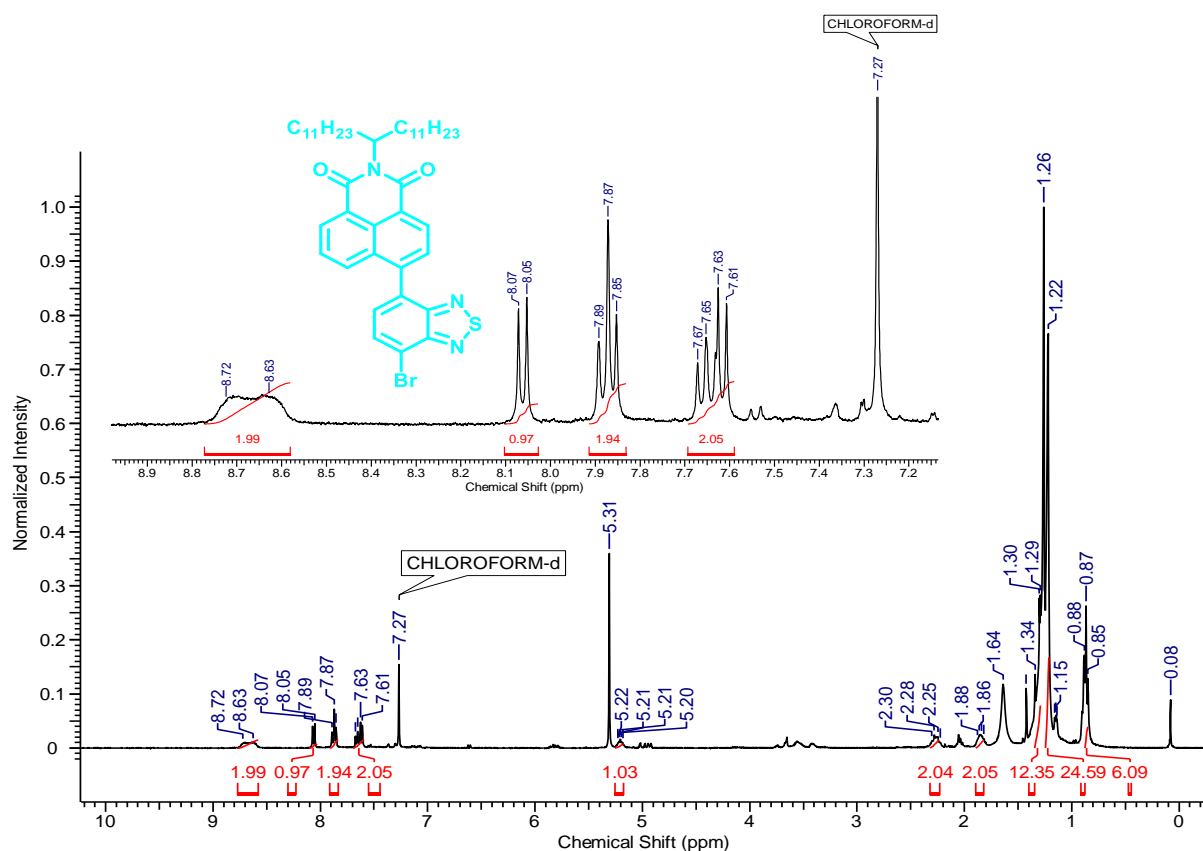 CHLOROFORM-d
7.27
C11H23 C11H23
O N O
N
S
N
Br
8.72 8.63 8.07 8.05 7.89 7.87 7.85 7.67 7.65 7.63 7.61
1.99 0.97 1.94 2.05
8.9 8.8 8.7 8.6 8.5 8.4 8.3 8.2 8.1 8.0 7.9 7.8 7.7 7.6 7.5 7.4 7.3 7.2
Chemical Shift (ppm)
Normalized Intensity
1.0
0.9
0.8
0.7
0.6
0.5
0.4
0.3
0.2
0.1
0
CHLOROFORM-d
8.72 8.63 8.07 8.05 7.89 7.87 7.63 7.61 7.27 5.31 5.22 5.21 5.21 5.20 2.30 2.28 2.25 1.88 1.86 1.64 1.34 1.30 1.29 1.26 1.22 1.15 0.88 0.87 0.85 0.08
1.99 0.97 1.94 2.05 1.03 2.04 2.05 12.35 24.59 6.09
10 9 8 7 6 5 4 3 2 1 0
Chemical Shift (ppm)